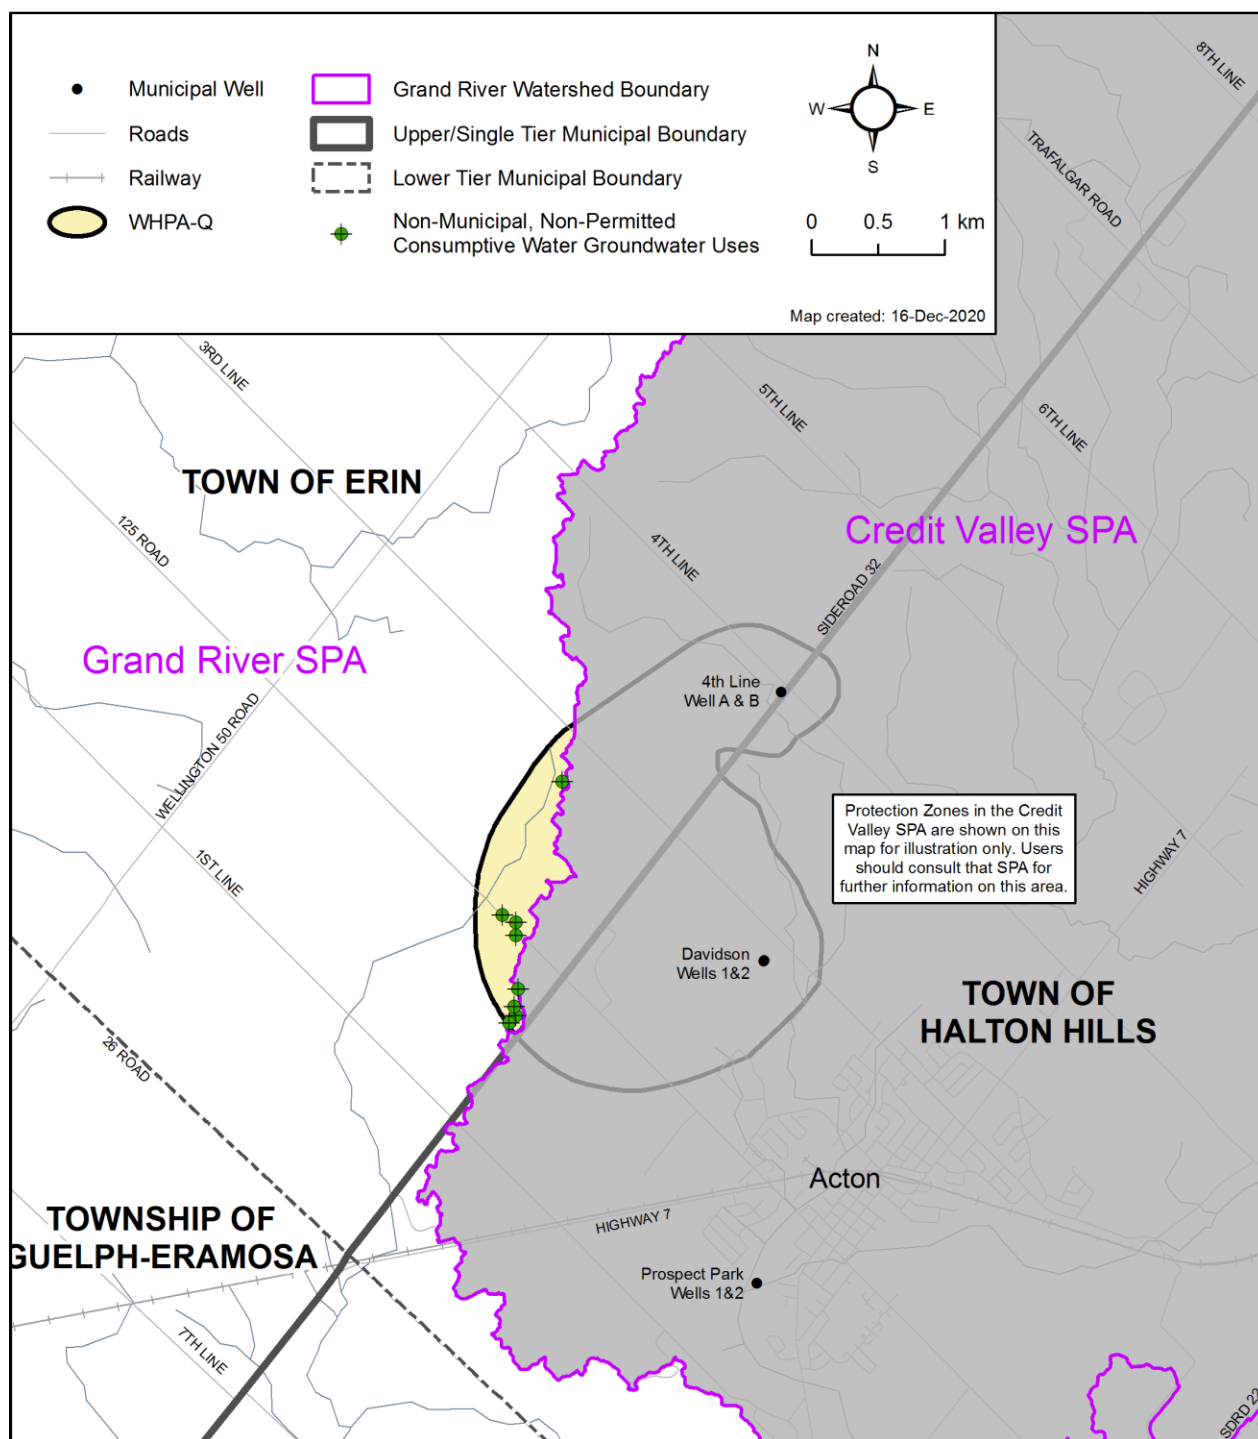 Municipal Well
Roads
Railway
WHPA-Q
Grand River Watershed Boundary
Upper/Single Tier Municipal Boundary
Lower Tier Municipal Boundary
Non-Municipal, Non-Permitted
Consumptive Water Groundwater Uses
N
W
E
S
0
0.5
1 km
Map created: 16-Dec-2020
8TH LINE
TRAFALGAR ROAD
3RD LINE
5TH LINE
6TH LINE
TOWN OF ERIN
125 ROAD
Credit Valley SPA
4TH LINE
SIDEROAD 32
Grand River SPA
4th Line
Well A & B
WELLINGTON 50 ROAD
Protection Zones in the Credit
Valley SPA are shown on this
map for illustration only. Users
should consult that SPA for
further information on this area.
HIGHWAY 7
1ST LINE
Davidson
Wells 1&2
TOWN OF
HALTON HILLS
26 ROAD
Acton
TOWNSHIP OF
GUELPH-ERAMOSA
HIGHWAY 7
Prospect Park
Wells 1&2
7TH LINE
SDRD 22